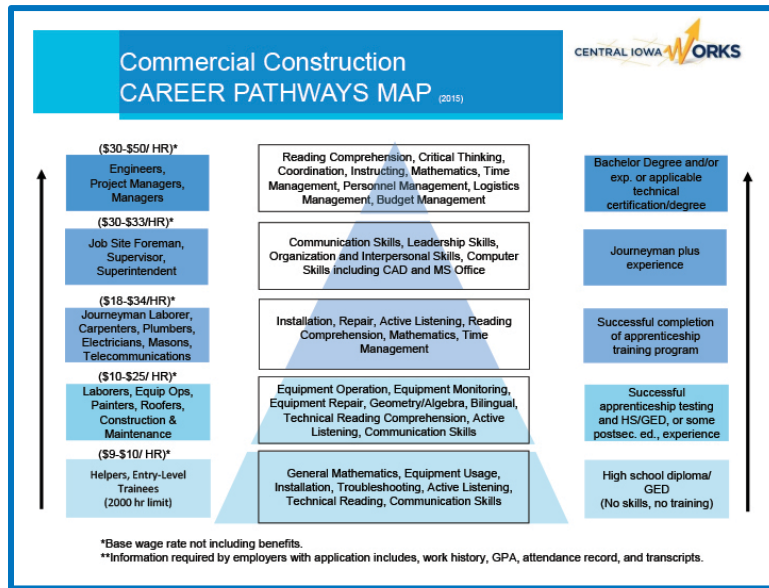 Commercial Construction
CAREER PATHWAYS MAP (2015)
CENTRAL IOWA WORKS
($30-$50/ HR)*
Engineers,
Project Managers,
Managers
Reading Comprehension, Critical Thinking,
Coordination, Instructing, Mathematics, Time
Management, Personnel Management, Logistics
Management, Budget Management
Bachelor Degree and/or
exp. or applicable
technical
certification/degree
($30-$33/HR)*
Job Site Foreman,
Supervisor,
Superintendent
Communication Skills, Leadership Skills,
Organization and Interpersonal Skills, Computer
Skills including CAD and MS Office
Journeyman plus
experience
($18-$34/HR)*
Journeyman Laborer,
Carpenters, Plumbers,
Electricians, Masons,
Telecommunications
Installation, Repair, Active Listening, Reading
Comprehension, Mathematics, Time
Management
Successful completion
of apprenticeship
training program
($10-$25/ HR)*
Laborers, Equip Ops,
Painters, Roofers,
Construction &
Maintenance
Equipment Operation, Equipment Monitoring,
Equipment Repair, Geometry/Algebra, Bilingual,
Technical Reading Comprehension, Active
Listening, Communication Skills
Successful
apprenticeship testing
and HS/GED, or some
postsec. ed., experience
($9-$10/ HR)*
Helpers, Entry-Level
Trainees
(2000 hr limit)
General Mathematics, Equipment Usage,
Installation, Troubleshooting, Active Listening,
Technical Reading, Communication Skills
High school diploma/
GED
(No skills, no training)
*Base wage rate not including benefits.
**Information required by employers with application includes, work history, GPA, attendance record, and transcripts.